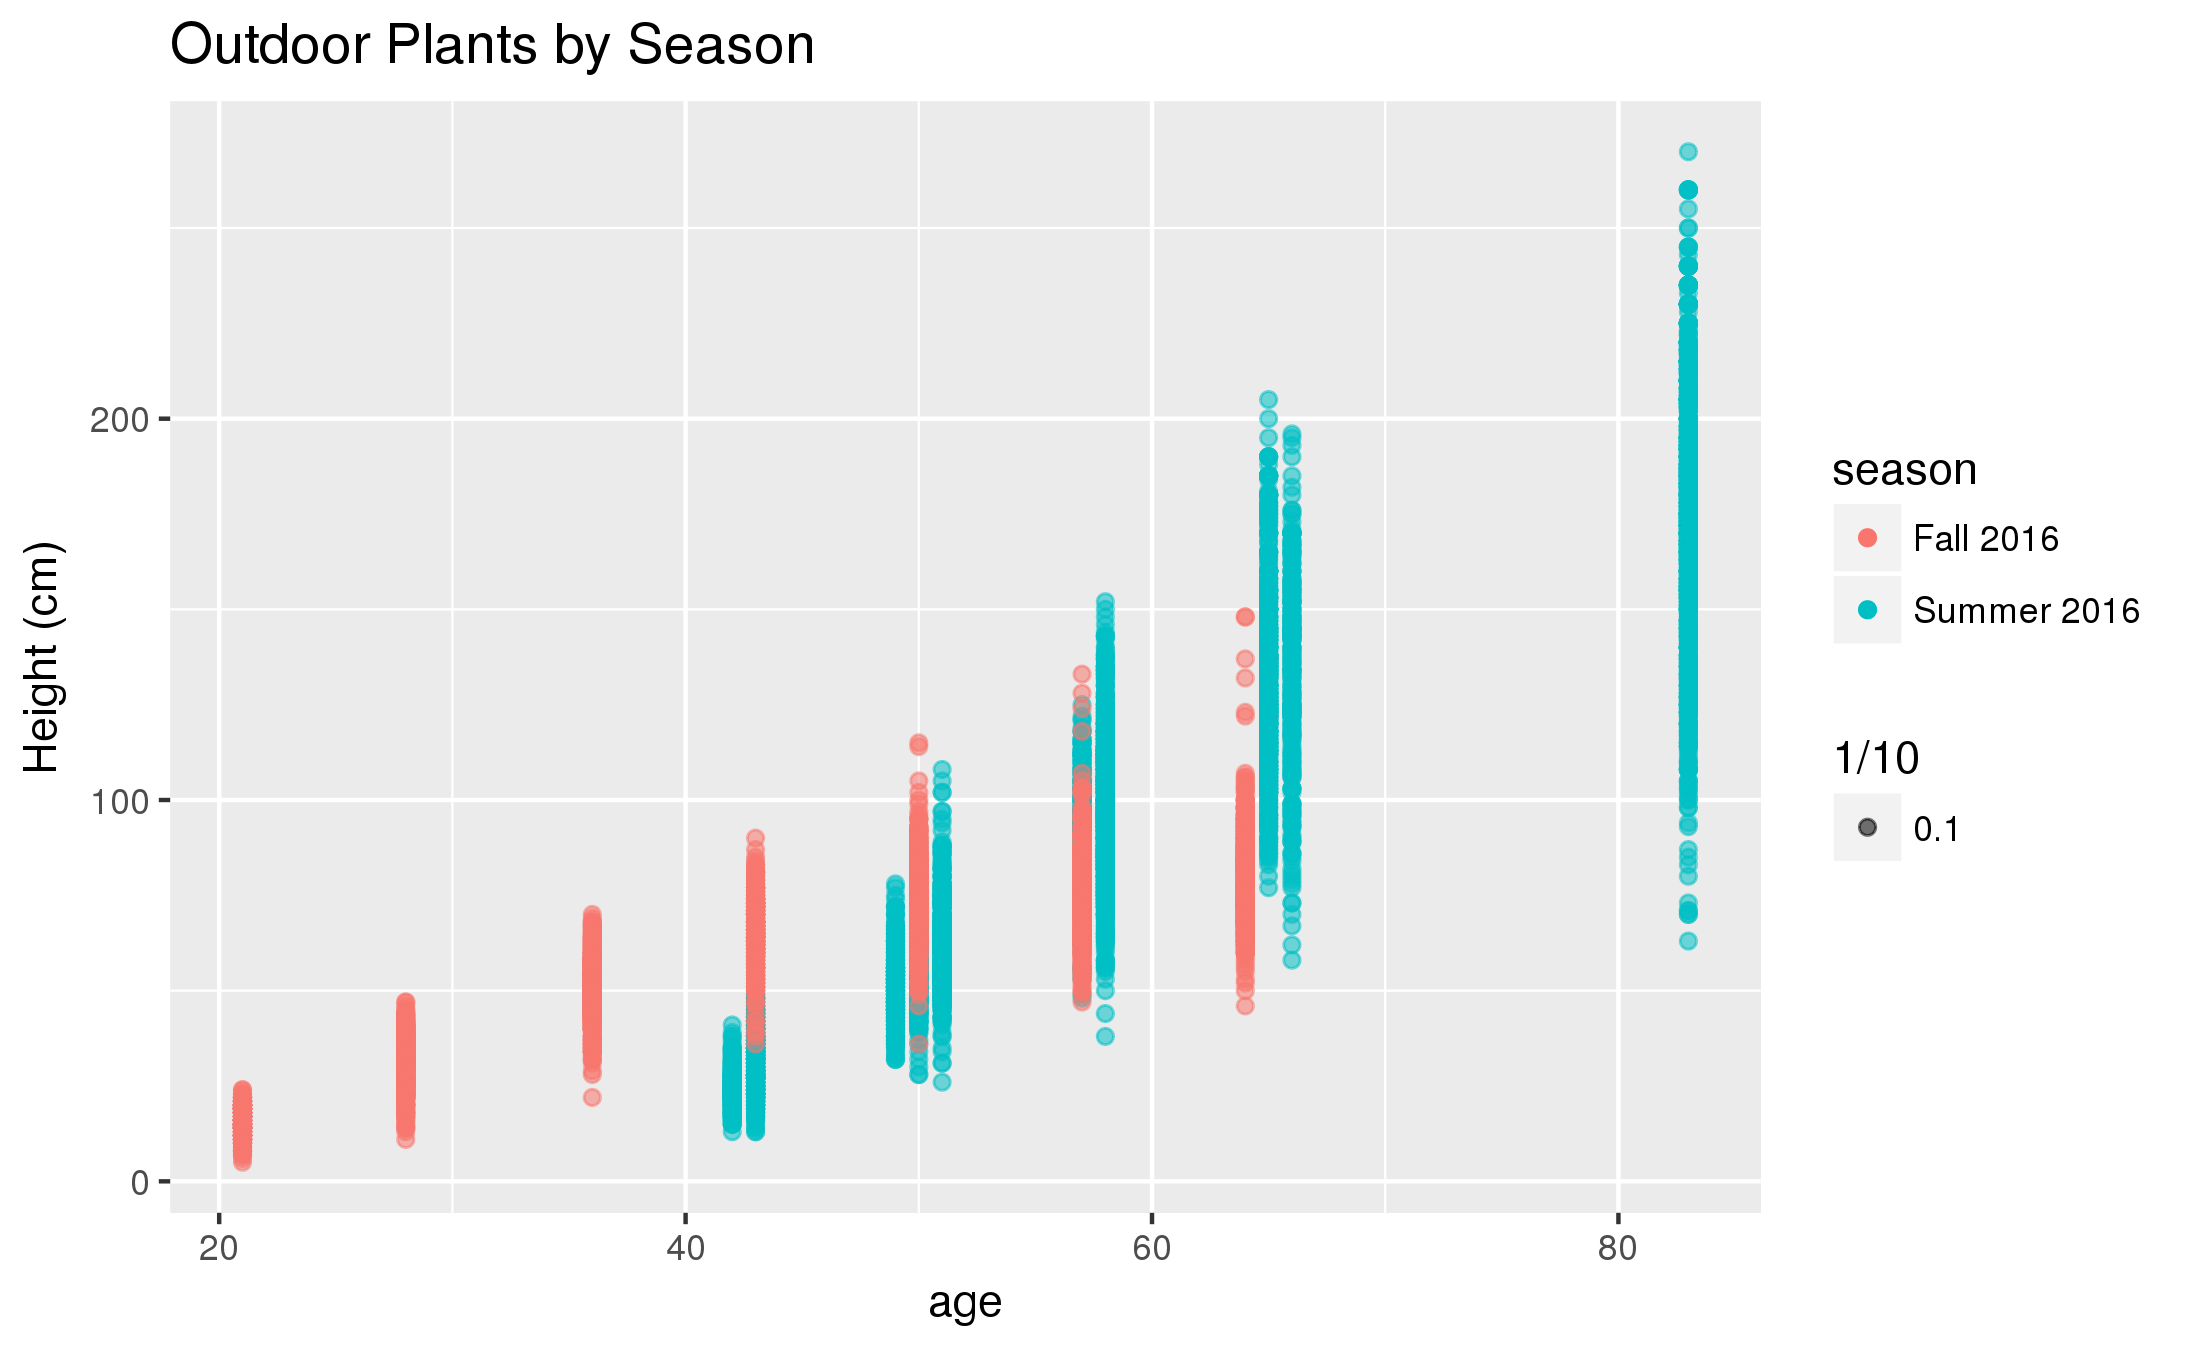 Outdoor Plants by Season
Height (cm)
200
100
0
20 40 60 80
age
season
Fall 2016
Summer 2016
1/10
0.1